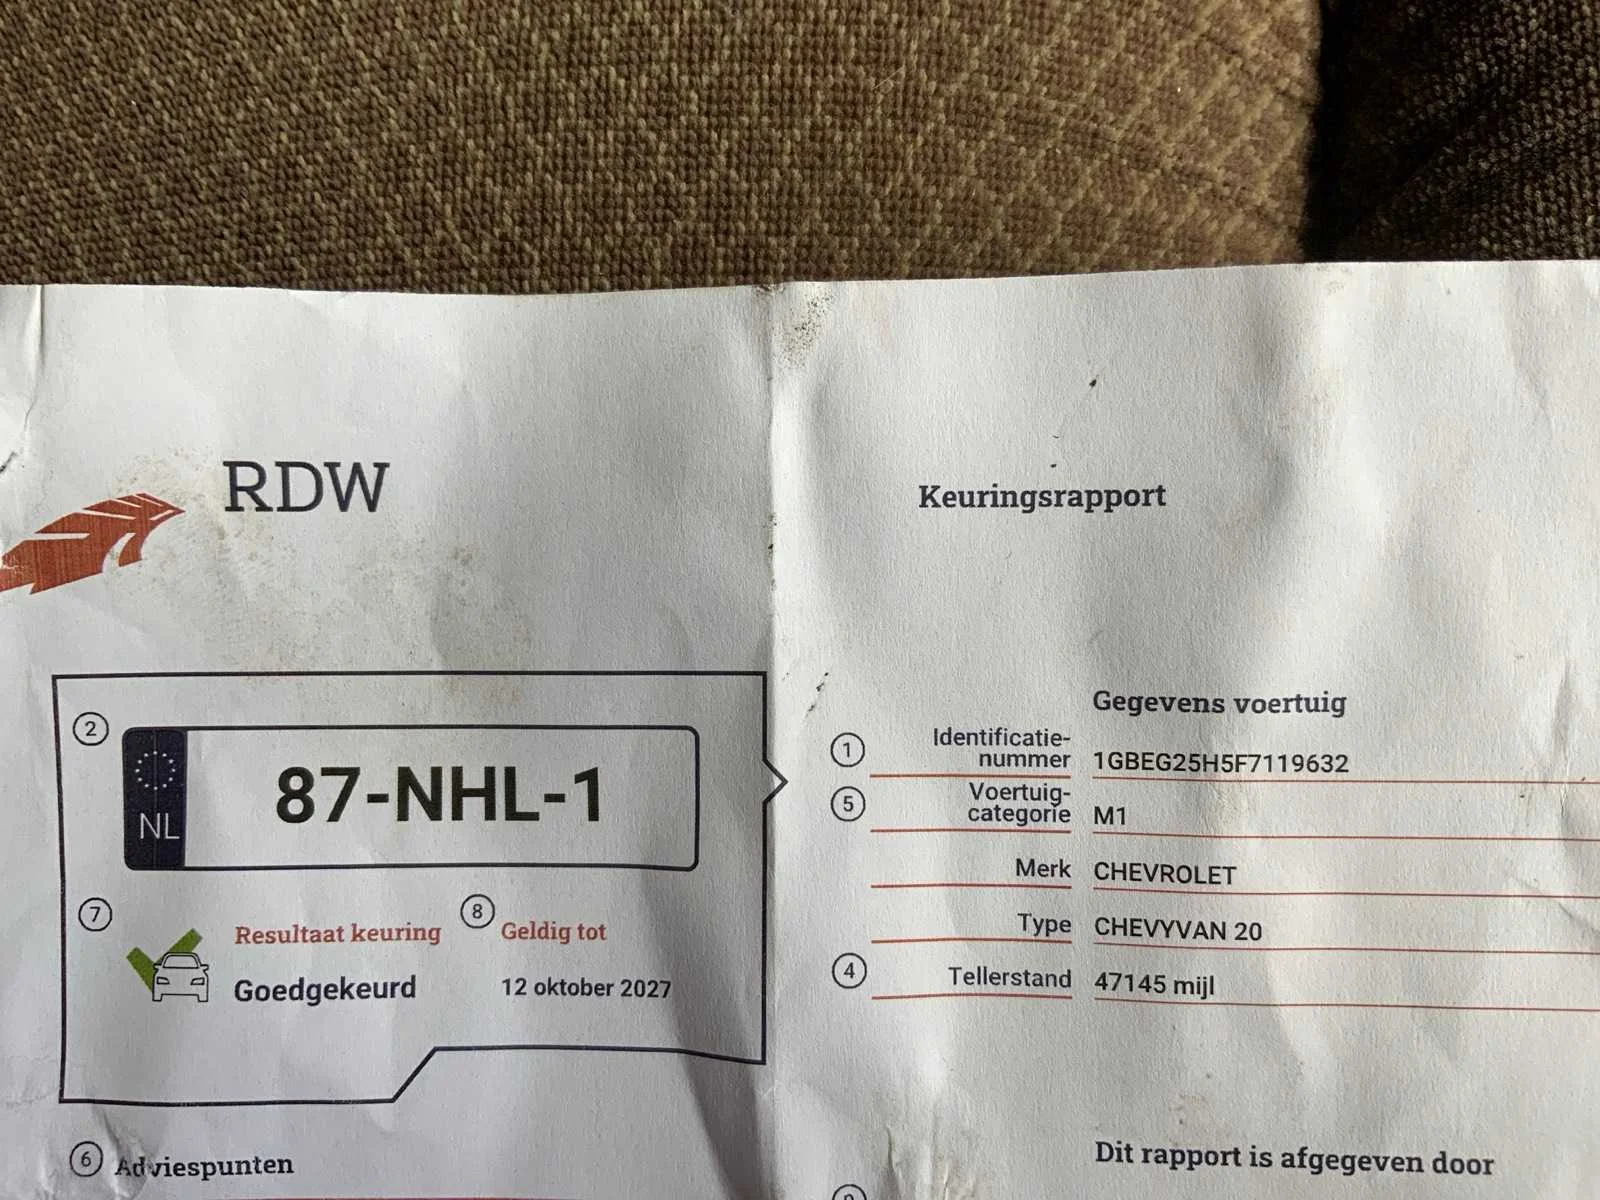 RDW
Keuringsrapport
2
NL
87-NHL-1
7
Resultaat keuring
Goedgekeurd
8
Geldig tot
12 oktober 2027
6 Adviespunten
Gegevens voertuig
1
Identificatie-
nummer 1GBEG25H5F7119632
5
Voertuig-
categorie M1
Merk CHEVROLET
Type CHEVYVAN 20
4 Tellerstand 47145 mijl
Dit rapport is afgegeven door